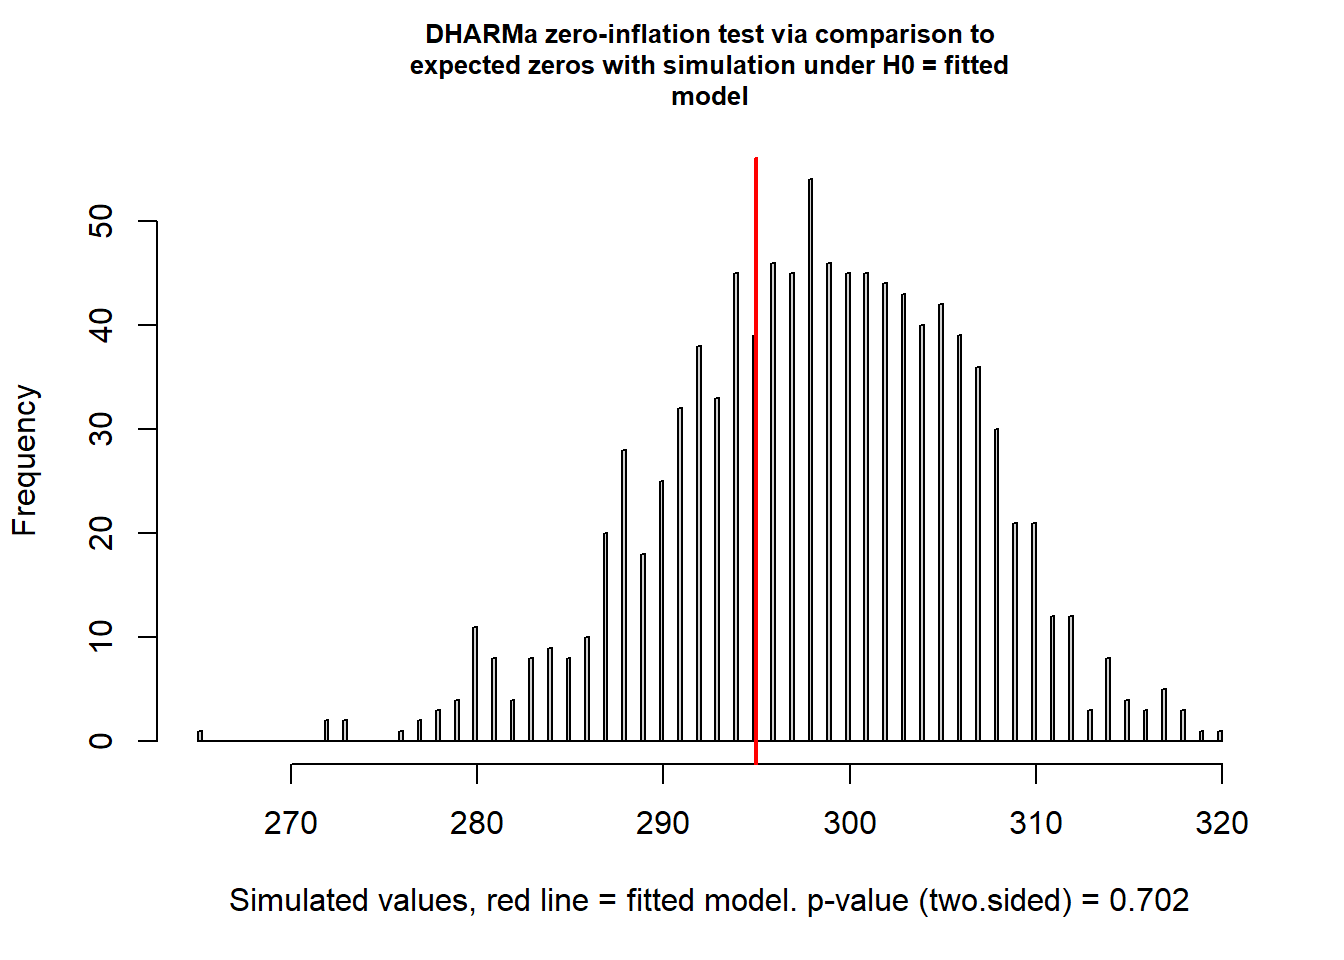 DHARMa zero-inflation test via comparison to
expected zeros with simulation under H0 = fitted
model
Frequency
50
40
30
20
10
0
270 280 290 300 310 320
Simulated values, red line = fitted model. p-value (two.sided) = 0.702